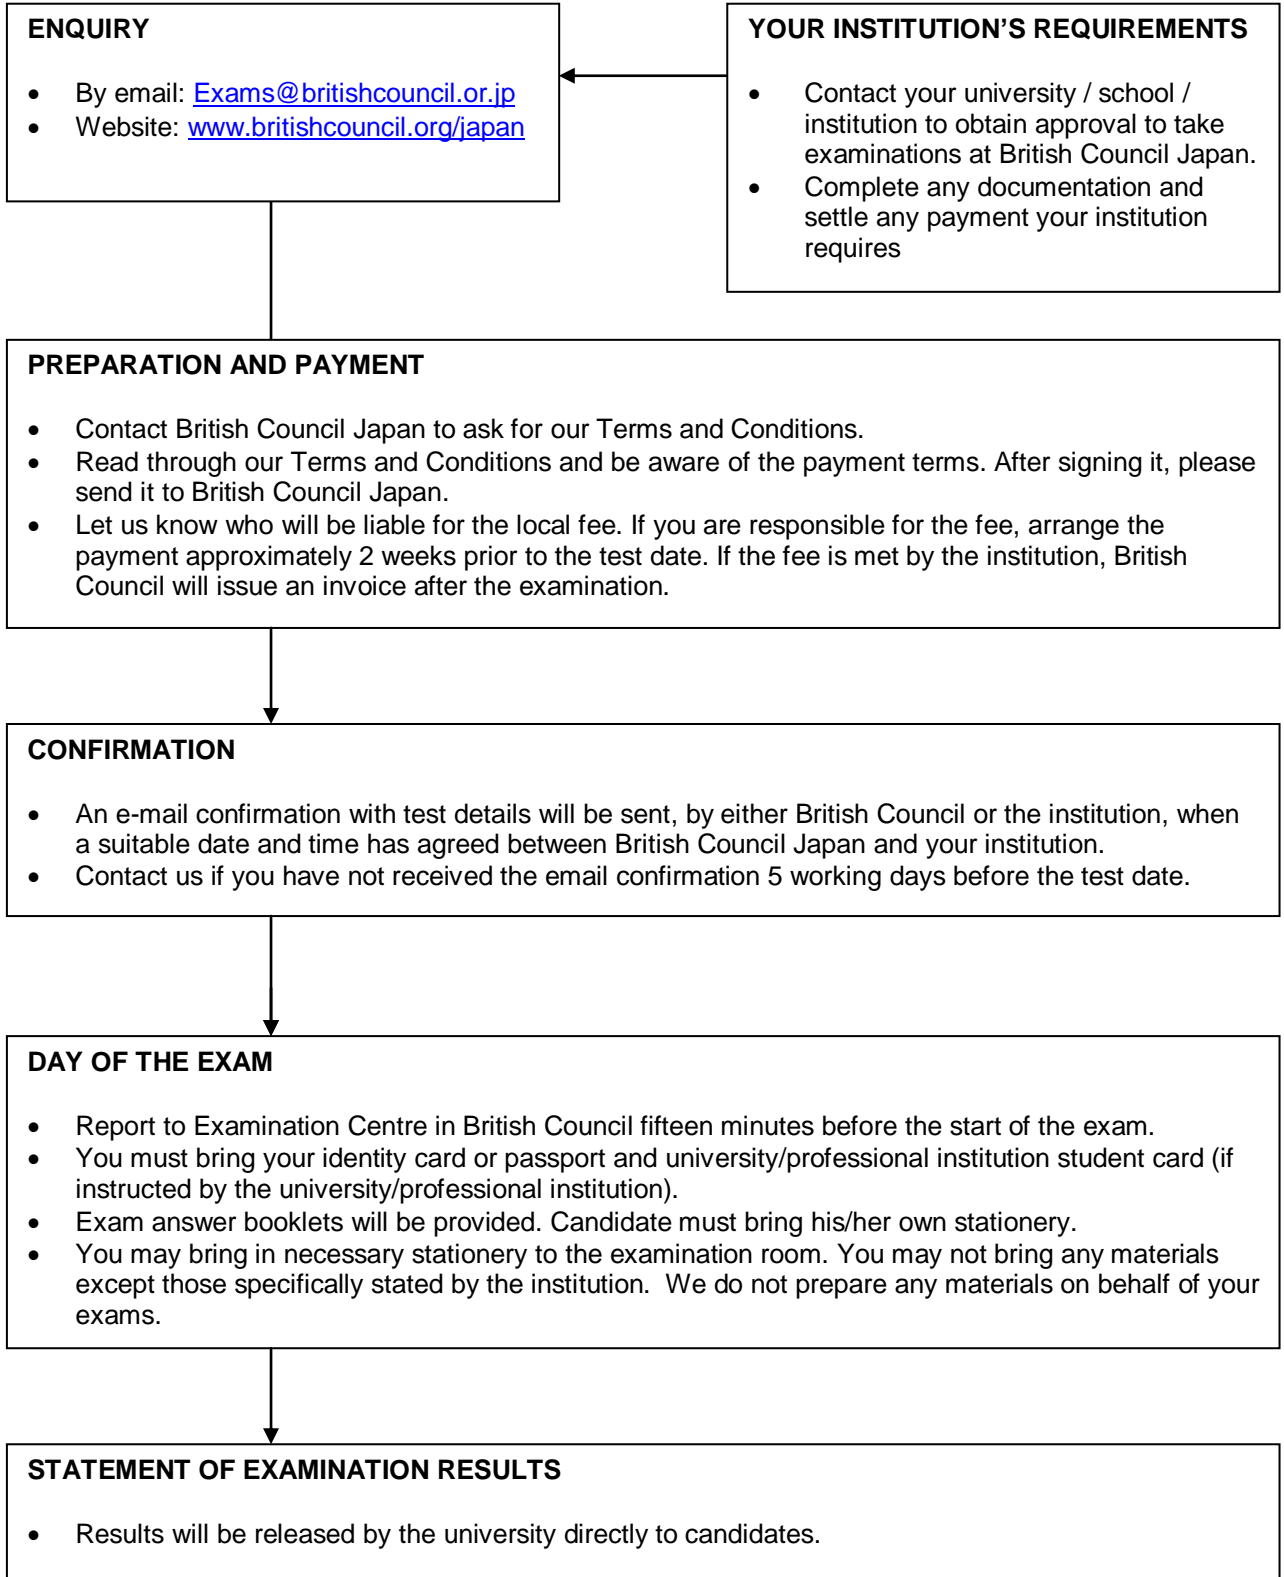 ENQUIRY
• By email: Exams@britishcouncil.or.jp
• Website: www.britishcouncil.org/japan
YOUR INSTITUTION’S REQUIREMENTS
• Contact your university / school /
institution to obtain approval to take
examinations at British Council Japan.
• Complete any documentation and
settle any payment your institution
requires
PREPARATION AND PAYMENT
• Contact British Council Japan to ask for our Terms and Conditions.
• Read through our Terms and Conditions and be aware of the payment terms. After signing it, please
send it to British Council Japan.
• Let us know who will be liable for the local fee. If you are responsible for the fee, arrange the
payment approximately 2 weeks prior to the test date. If the fee is met by the institution, British
Council will issue an invoice after the examination.
CONFIRMATION
• An e-mail confirmation with test details will be sent, by either British Council or the institution, when
a suitable date and time has agreed between British Council Japan and your institution.
• Contact us if you have not received the email confirmation 5 working days before the test date.
DAY OF THE EXAM
• Report to Examination Centre in British Council fifteen minutes before the start of the exam.
• You must bring your identity card or passport and university/professional institution student card (if
instructed by the university/professional institution).
• Exam answer booklets will be provided. Candidate must bring his/her own stationery.
• You may bring in necessary stationery to the examination room. You may not bring any materials
except those specifically stated by the institution.  We do not prepare any materials on behalf of your
exams.
STATEMENT OF EXAMINATION RESULTS
• Results will be released by the university directly to candidates.